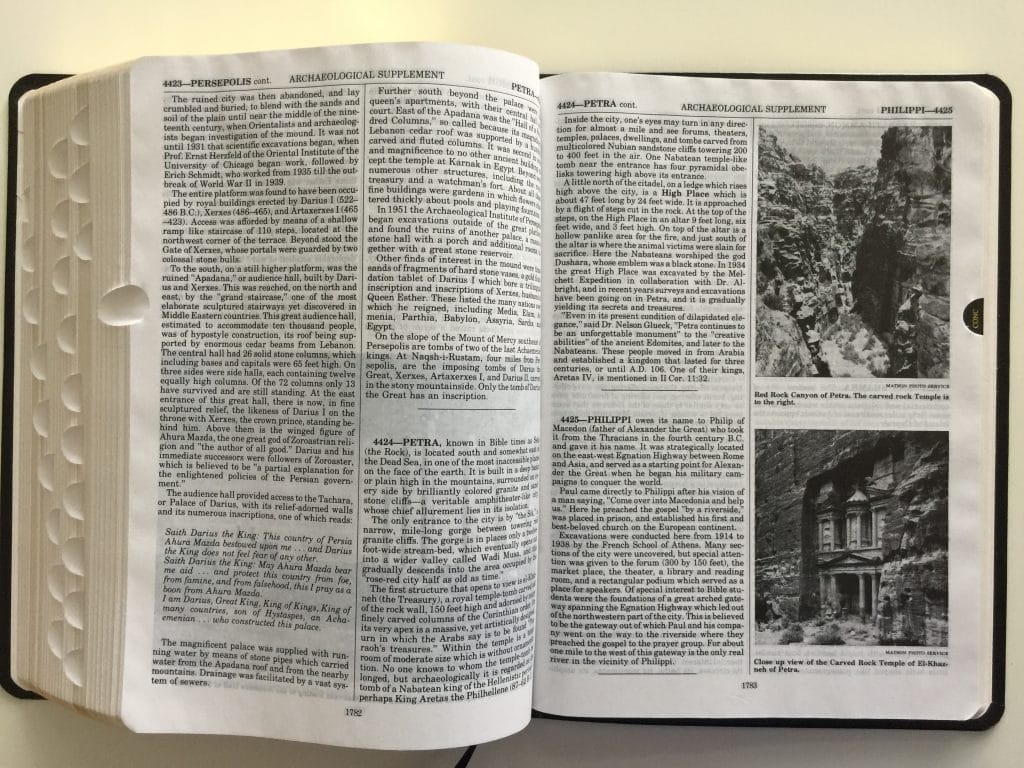 4423—PERSEPOLIS cont.
ARCHAEOLOGICAL SUPPLEMENT
PETRA
The ruined city was then abandoned, and lay
crumbled and buried, to blend with the sands and
soil of the plain until near the middle of the nine-
teenth century, when Orientalists and archaeolog-
ists began investigation of the mound. It was not
until 1931 that scientific excavations began, when
Prof. Ernst Herzfeld of the Oriental Institute of the
University of Chicago began work, followed by
Erich Schmidt, who worked from 1935 till the out-
break of World War II in 1939.
The entire platform was found to have been occu-
pied by royal buildings erected by Darius I (522–
486 B.C.), Xerxes (486–465), and Artaxerxes I (465
–423). Access was afforded by means of a shallow
ramp like staircase of 110 steps, located at the
northwest corner of the terrace. Beyond stood the
Gate of Xerxes, whose portals were guarded by two
colossal stone bulls.
To the south, on a still higher platform, was the
ruined "Apadana," or audience hall, built by Dari-
us and Xerxes. This was reached, on the north and
east, by the "grand staircase," one of the most
elaborate sculptured stairways yet discovered in
Middle Eastern countries. This great audience hall,
estimated to accommodate ten thousand people,
was of hypostyle construction, its roof being sup-
ported by enormous cedar beams from Lebanon.
The central hall had 26 solid stone columns, which
including bases and capitals were 65 feet high. On
three sides were side halls, each containing twelve
equally high columns. Of the 72 columns only 13
have survived and are still standing. At the east
entrance of this great hall, there is now, in fine
sculptured relief, the likeness of Darius I on the
throne with Xerxes, the crown prince, standing be-
hind him. Above them is the winged figure of
Ahura Mazda, the one great god of Zoroastrian reli-
gion and "the author of all good." Darius and his
immediate successors were followers of Zoroaster,
which is believed to be "a partial explanation for
the enlightened policies of the Persian govern-
ment."
The audience hall provided access to the Tachara,
or Palace of Darius, with its relief-adorned walls
and its numerous inscriptions, one of which reads:
Saith Darius the King: This country of Persia
Ahura Mazda bestowed upon me . . . and Darius
the King does not feel fear of any other.
Saith Darius the King: May Ahura Mazda bear
me aid . . . and protect this country from foe,
from famine, and from falsehood, this I pray as a
boon from Ahura Mazda.
I am Darius, Great King, King of Kings, King of
many countries, son of Hystaspes, an Acha-
emenian . . . who constructed this palace.
The magnificent palace was supplied with run-
ning water by means of stone pipes which carried
water from the Apadana roof and from the nearby
mountains. Drainage was facilitated by a vast sys-
tem of sewers.
Further south beyond the palace
queen's apartments, with their central
court. East of the Apadana was the "Hall of
dred Columns," so called because its
Lebanon cedar roof was supported by a
carved and fluted columns. It was second in
and magnificence to no other ancient building
cept the temple at Karnak in Egypt. Beyond
numerous other structures, including the
treasury and a watchman's fort. About all
fine buildings were gardens in which flowers
tered thickly about pools and playing fountains
In 1951 the Archaeological Institute of
began excavations outside of the great
and found the ruins of another palace, a
stone hall with a porch and additional
gether with a great stone reservoir.
Other finds of interest in the mound were
sands of fragments of hard stone vases, a gold
dation tablet of Darius I which bore a
inscription and inscriptions of Xerxes,
Queen Esther. These listed the many nations
which he reigned, including Media, Elam,
menia, Parthia, Babylon, Assyria, Sardis,
Egypt.
On the slope of the Mount of Mercy southeast
Persepolis are tombs of two of the last
kings. At Naqsh-i-Rustam, four miles from
sepolis, are the imposing tombs of Darius the
Great, Xerxes, Artaxerxes I, and Darius II,
in the stony mountainside. Only the tomb of
the Great has an inscription.
4424—PETRA, known in Bible times as
(the Rock), is located south and somewhat
the Dead Sea, in one of the most inaccessible
on the face of the earth. It is built in a deep
or plain high in the mountains, surrounded on
ery side by brilliantly colored granite and
stone cliffs—a veritable amphitheater-like
whose chief allurement lies in its isolation.
The only entrance to the city is by "the
narrow, mile-long gorge between towering
granite cliffs. The gorge is in places only a
foot-wide stream-bed, which eventually
into a wider valley called Wadi Musa, and
gradually descends into the area occupied by
"rose-red city half as old as time."
The first structure that opens to view is
neh (the Treasury), a royal temple-tomb carved
of the rock wall, 150 feet high and adorned by
finely carved columns of the Corinthian
its very apex is a massive, yet artistically
urn in which the Arabs say is to be found
raoh's treasures." Within the temple is a
room of moderate size which is without
tion. No one knows to whom the temple-tomb
longed, but archaeologically it is regarded as
tomb of a Nabatean king of the Hellenistic
perhaps King Aretas the Philhellene (87-62
1782
4424—PETRA cont.
ARCHAEOLOGICAL SUPPLEMENT
PHILIPPI—4425
Inside the city, one's eyes may turn in any direc-
tion for almost a mile and see forums, theaters,
temples, palaces, dwellings, and tombs carved from
multicolored Nubian sandstone cliffs towering 200
to 400 feet in the air. One Nabatean temple-like
tomb near the entrance has four pyramidal obe-
lisks towering high above its entrance.
A little north of the citadel, on a ledge which rises
high above the city, is a High Place which is
about 47 feet long by 24 feet wide. It is approached
by a flight of steps cut in the rock. At the top of the
steps, on the High Place in an altar 9 feet long, six
feet wide, and 3 feet high. On top of the altar is a
hollow panlike area for the fire, and just south of
the altar is where the animal victims were slain for
sacrifice. Here the Nabateans worshiped the god
Dushara, whose emblem was a black stone. In 1934
the great High Place was excavated by the Mel-
chett Expedition in collaboration with Dr. Al-
bright, and in recent years surveys and excavations
have been going on in Petra, and it is gradually
yielding its secrets and treasures.
"Even in its present condition of dilapidated ele-
gance," said Dr. Nelson Glueck, "Petra continues to
be an unforgettable monument" to the "creative
abilities" of the ancient Edomites, and later to the
Nabateans. These people moved in from Arabia
and established a kingdom that lasted for three
centuries, or until A.D. 106. One of their kings,
Aretas IV, is mentioned in II Cor. 11:32.
4425—PHILIPPI owes its name to Philip of
Macedon (father of Alexander the Great) who took
it from the Thracians in the fourth century B.C.
and gave it his name. It was strategically located
on the east-west Egnation Highway between Rome
and Asia, and served as a starting point for Alexan-
der the Great when he began his military cam-
paigns to conquer the world.
Paul came directly to Philippi after his vision of
a man saying, "Come over into Macedonia and help
us." Here he preached the gospel "by a riverside,"
was placed in prison, and established his first and
best-beloved church on the European continent.
Excavations were conducted here from 1914 to
1938 by the French School of Athens. Many sec-
tions of the city were uncovered, but special atten-
tion was given to the forum (300 by 150 feet), the
market place, the theater, a library and reading
room, and a rectangular podium which served as a
place for speakers. Of special interest to Bible stu-
dents were the foundations of a great arched gate-
way spanning the Egnation Highway which led out
of the northwestern part of the city. This is believed
to be the gateway out of which Paul and his compa-
ny went on the way to the riverside where they
preached the gospel to the prayer group. For about
one mile to the west of this gateway is the only real
river in the vicinity of Philippi.
MATSON PHOTO SERVICE
Red Rock Canyon of Petra. The carved rock Temple is
to the right.
MATSON PHOTO SERVICE
Close up view of the Carved Rock Temple of El-Khaz-
neh of Petra.
1783
CONC